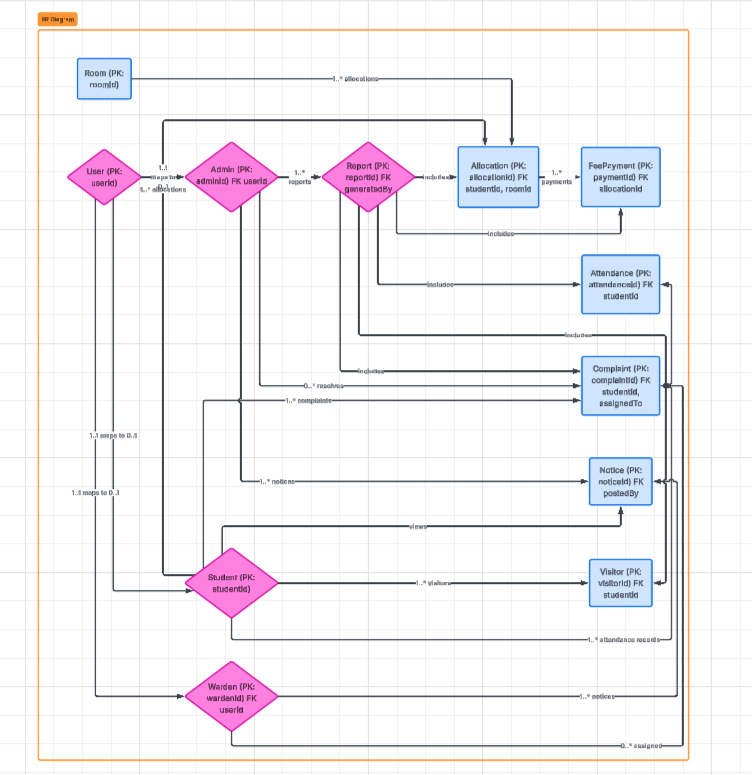 ER Diagram
Room (PK:
roomId)
1..* allocations
User (PK:
userId)
1..1
maps to
0..1
1..* allocations
Admin (PK:
adminId) FK userId
1..*
reports
Report (PK:
reportId) FK
generatedBy
includes
Allocation (PK:
allocationId) FK
studentId, roomId
1..*
payments
FeePayment (PK:
paymentId) FK
allocationId
includes
Attendance (PK:
attendanceId) FK
studentId
includes
includes
Complaint (PK:
complaintId) FK
studentId,
assignedTo
includes
0..* resolves
1..* complaints
1..1 maps to 0..1
Notice (PK:
noticeId) FK
postedBy
1..* notices
1..1 maps to 0..1
views
Student (PK:
studentId)
1..* visitors
Visitor (PK:
visitorId) FK
studentId
1..* attendance records
Warden (PK:
wardenId) FK
userId
1..* notices
0..* assigned